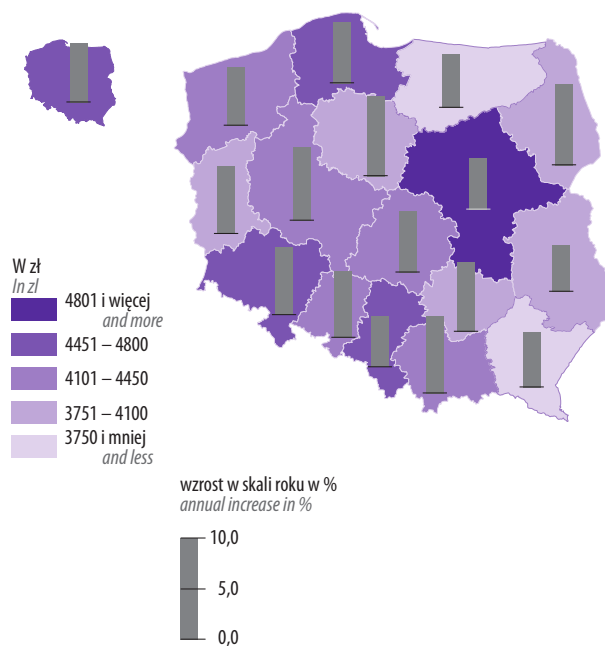 W zł
In zl
4801 i więcej
and more
4451 – 4800
4101 – 4450
3751 – 4100
3750 i mniej
and less
wzrost w skali roku w %
annual increase in %
10,0
5,0
0,0